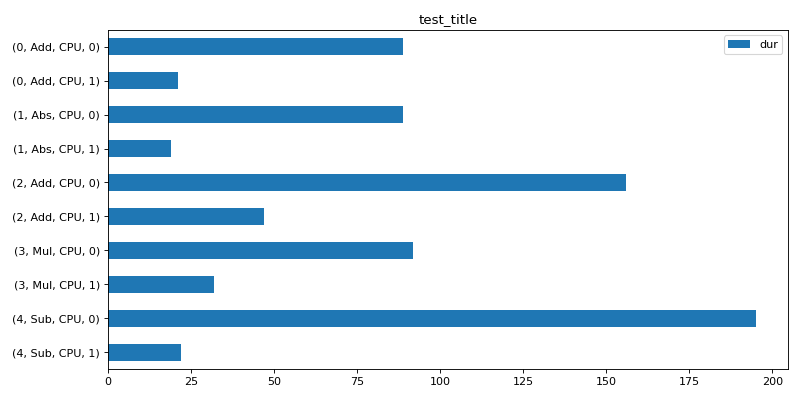 test_title
dur
(0, Add, CPU, 0)
(0, Add, CPU, 1)
(1, Abs, CPU, 0)
(1, Abs, CPU, 1)
(2, Add, CPU, 0)
(2, Add, CPU, 1)
(3, Mul, CPU, 0)
(3, Mul, CPU, 1)
(4, Sub, CPU, 0)
(4, Sub, CPU, 1)
0 25 50 75 100 125 150 175 200